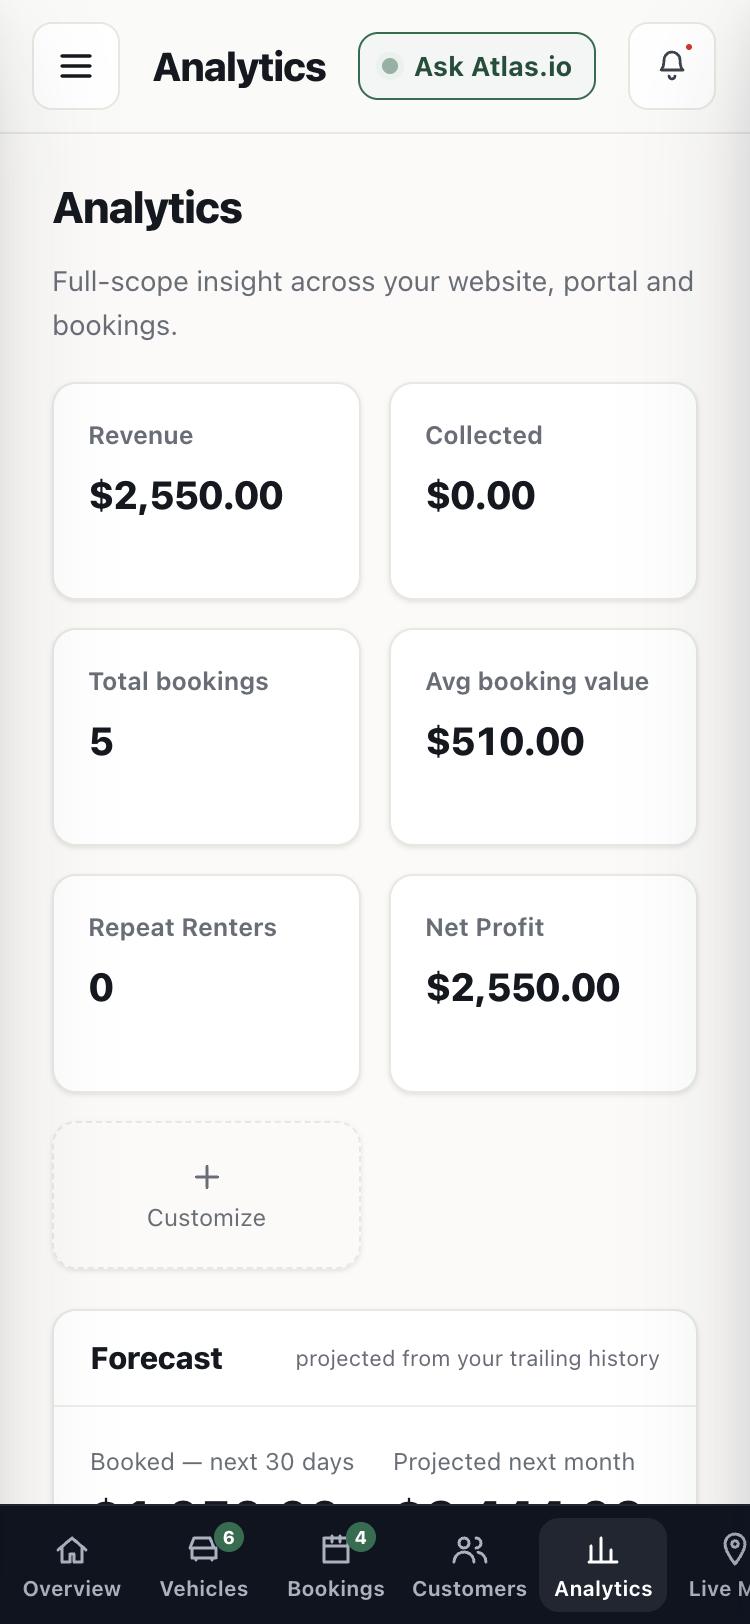 Analytics
Ask Atlas.io
Analytics
Full-scope insight across your website, portal and
bookings.
Revenue
$2,550.00
Collected
$0.00
Total bookings
5
Avg booking value
$510.00
Repeat Renters
0
Net Profit
$2,550.00
Customize
Forecast
projected from your trailing history
Booked — next 30 days
Projected next month
6
4
Overview
Vehicles
Bookings
Customers
Analytics
Live